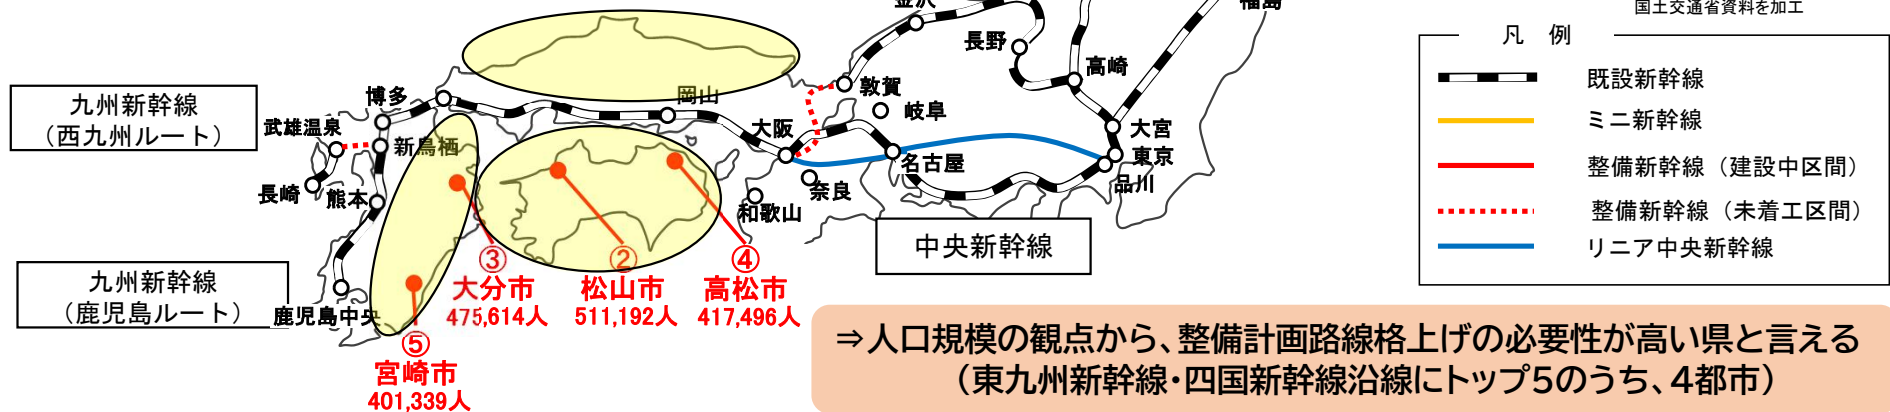 国土交通省資料を加工
金沢
福島
長野
高崎
敦賀
岐阜
凡 例
既設新幹線
ミニ新幹線
整備新幹線（建設中区間）
整備新幹線（未着工区間）
リニア中央新幹線
九州新幹線
（西九州ルート）
博多
岡山
武雄温泉
新鳥栖
大阪
大宮
東京
名古屋
品川
長崎
熊本
奈良
和歌山
中央新幹線
九州新幹線
（鹿児島ルート）
鹿児島中央
③
大分市
475,614人
②
松山市
511,192人
④
高松市
417,496人
⑤
宮崎市
401,339人
⇒人口規模の観点から、整備計画路線格上げの必要性が高い県と言える
（東九州新幹線・四国新幹線沿線にトップ5のうち、4都市）